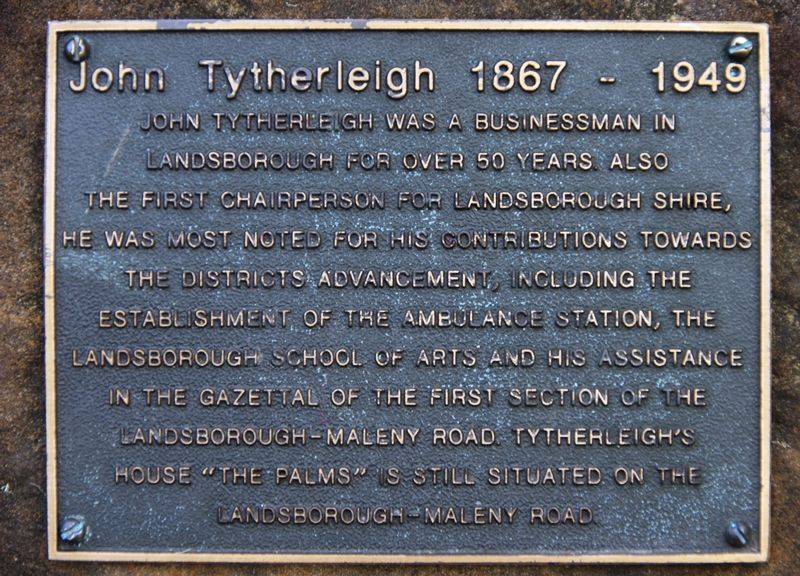 John Tytherleigh 1867 - 1949
JOHN TYTHERLEIGH WAS A BUSINESSMAN IN
LANDSBOROUGH FOR OVER 50 YEARS. ALSO
THE FIRST CHAIRPERSON FOR LANDSBOROUGH SHIRE,
HE WAS MOST NOTED FOR HIS CONTRIBUTIONS TOWARDS
THE DISTRICTS ADVANCEMENT, INCLUDING THE
ESTABLISHMENT OF THE AMBULANCE STATION, THE
LANDSBOROUGH SCHOOL OF ARTS AND HIS ASSISTANCE
IN THE GAZETTAL OF THE FIRST SECTION OF THE
LANDSBOROUGH-MALENY ROAD. TYTHERLEIGH'S
HOUSE "THE PALMS" IS STILL SITUATED ON THE
LANDSBOROUGH-MALENY ROAD.